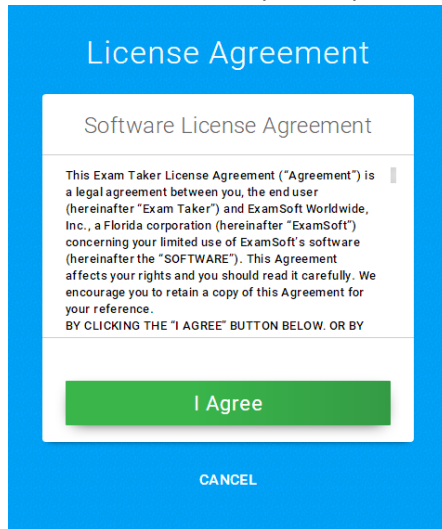 License Agreement
Software License Agreement
This Exam Taker License Agreement (“Agreement”) is
a legal agreement between you, the end user
(hereinafter “Exam Taker”) and ExamSoft Worldwide,
Inc., a Florida corporation (hereinafter “ExamSoft”)
concerning your limited use of ExamSoft’s software
(hereinafter the “SOFTWARE”). This Agreement
affects your rights and you should read it carefully. We
encourage you to retain a copy of this Agreement for
your reference.
BY CLICKING THE “I AGREE” BUTTON BELOW. OR BY
I Agree
CANCEL